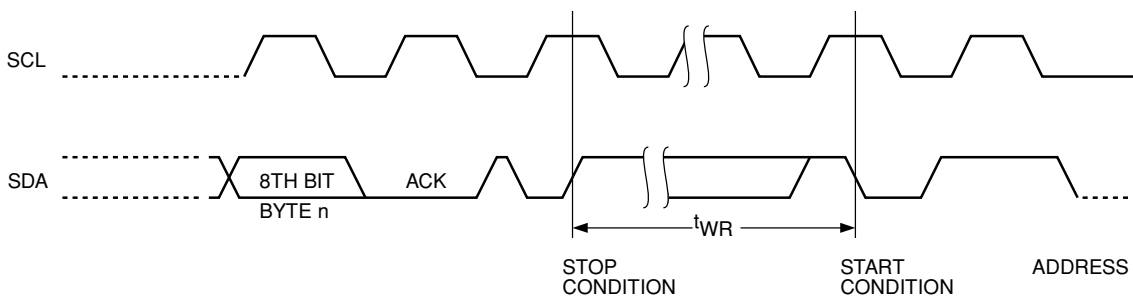 SCL
SDA
8TH BIT
ACK
BYTE n
tWR
STOP
CONDITION
START
CONDITION
ADDRESS